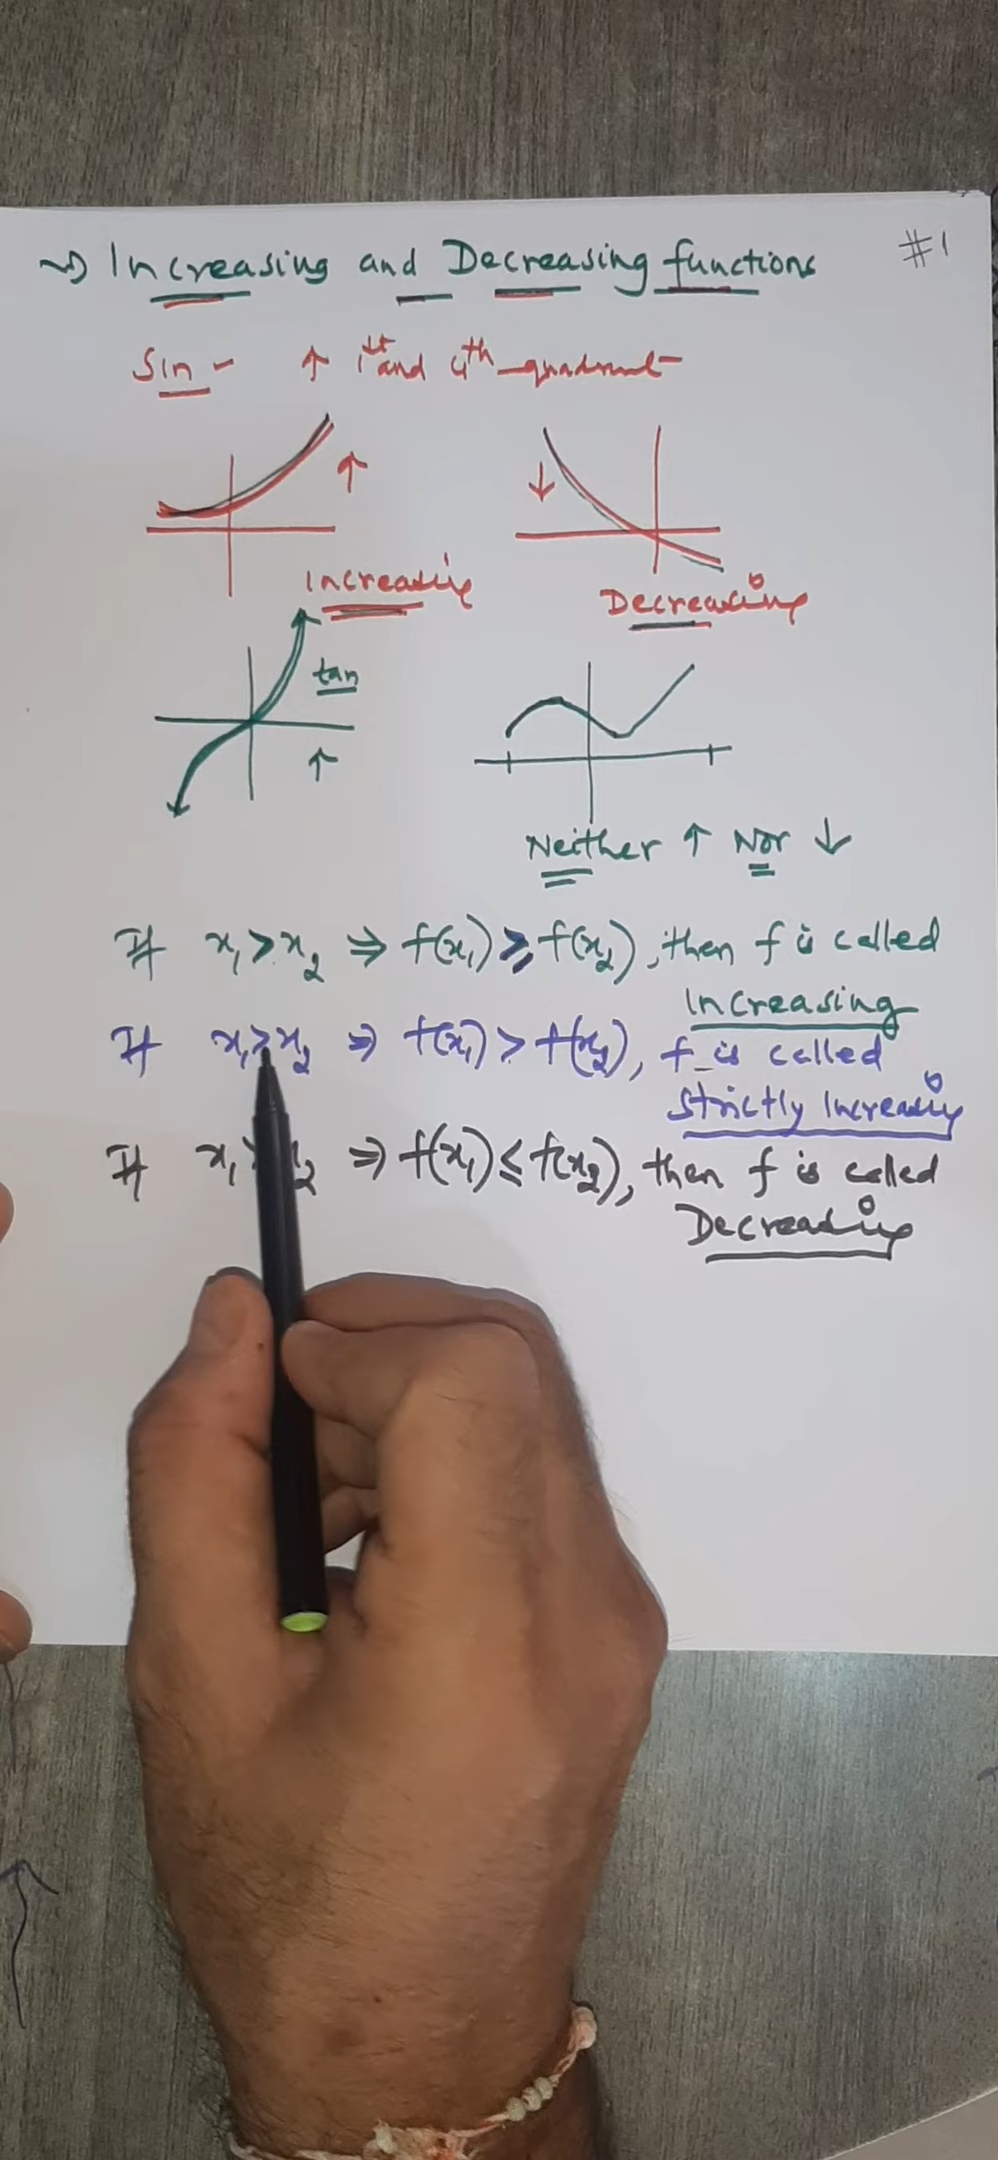 ~> Increasing and Decreasing functions #1
Sin - ↑ 1st and 4th quadrant
↑ ↓
Increasing Decreasing
tan
↑
Neither ↑ Nor ↓
If x₁ > x₂ ⇒ f(x₁) ≥ f(x₂), then f is called
Increasing
If x₁ > x₂ ⇒ f(x₁) > f(x₂), f is called
Strictly Increasing
If x₁ > x₂ ⇒ f(x₁) ≤ f(x₂), then f is called
Decreasing